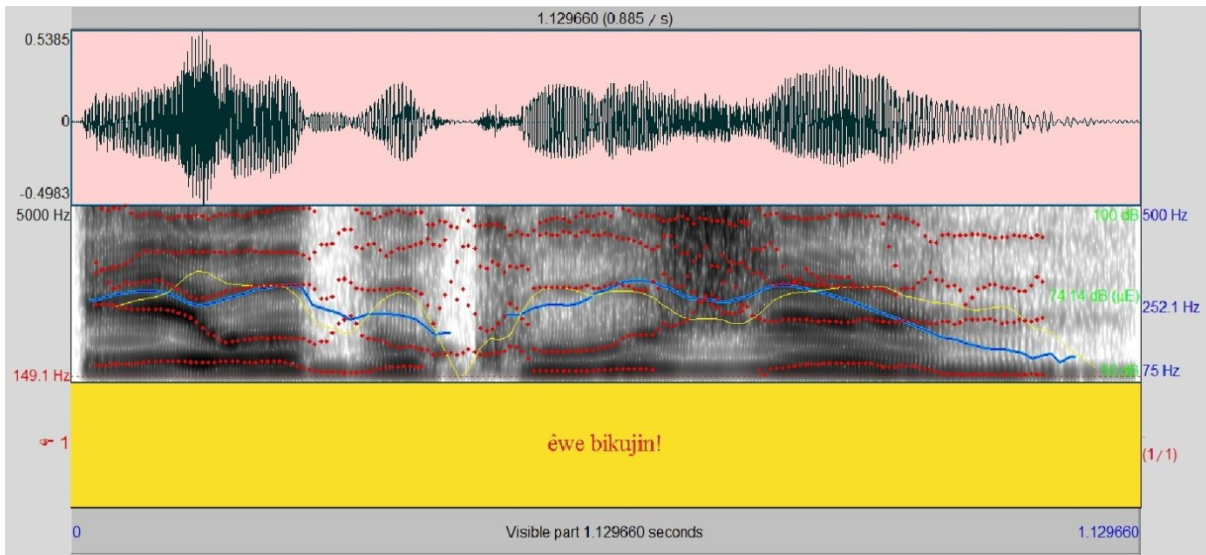 1.129660 (0.885 / s)
0.5385
0
-0.4983
5000 Hz
100 dB 500 Hz
74.14 dB (µE) 252.1 Hz
149.1 Hz
50 dB 75 Hz
☞ 1
êwe bikujin!
(1/1)
0 Visible part 1.129660 seconds 1.129660